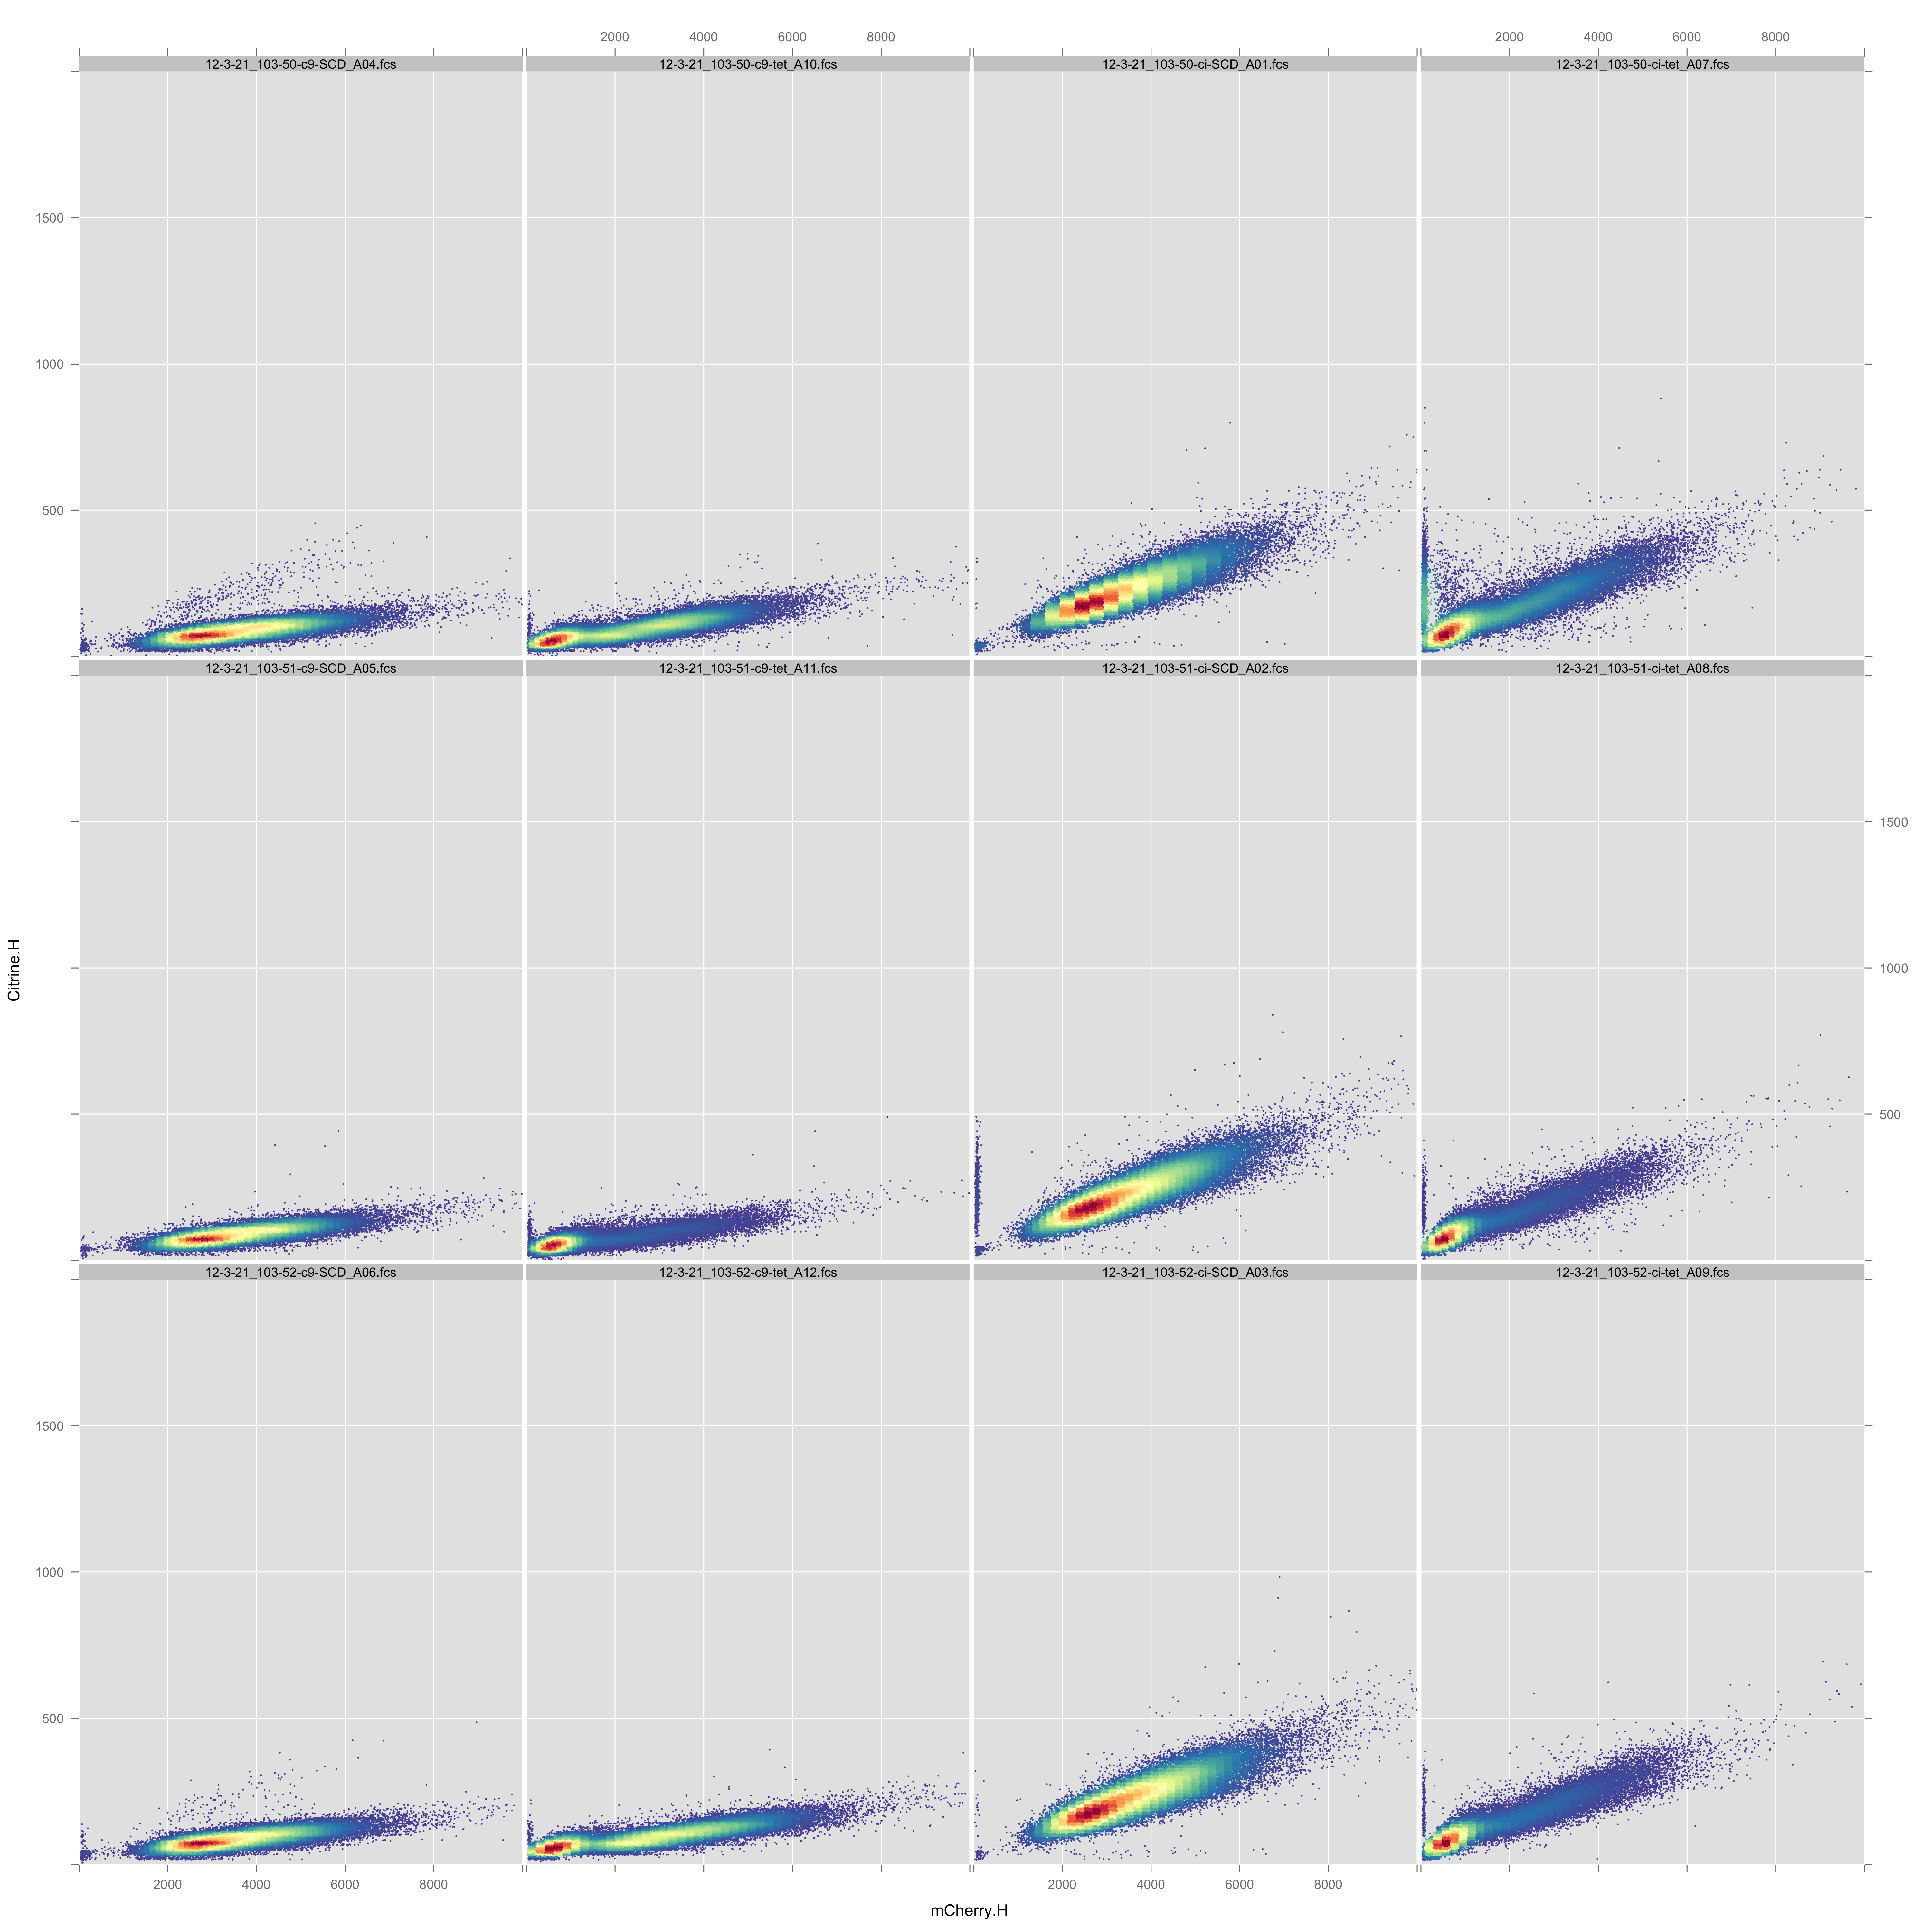 2000 4000 6000 8000 2000 4000 6000 8000
12-3-21_103-50-c9-SCD_A04.fcs 12-3-21_103-50-c9-tet_A10.fcs 12-3-21_103-50-ci-SCD_A01.fcs 12-3-21_103-50-ci-tet_A07.fcs
1500
1000
500
12-3-21_103-51-c9-SCD_A05.fcs 12-3-21_103-51-c9-tet_A11.fcs 12-3-21_103-51-ci-SCD_A02.fcs 12-3-21_103-51-ci-tet_A08.fcs
1500
1000
500
Citrine.H
12-3-21_103-52-c9-SCD_A06.fcs 12-3-21_103-52-c9-tet_A12.fcs 12-3-21_103-52-ci-SCD_A03.fcs 12-3-21_103-52-ci-tet_A09.fcs
1500
1000
500
2000 4000 6000 8000 2000 4000 6000 8000
mCherry.H